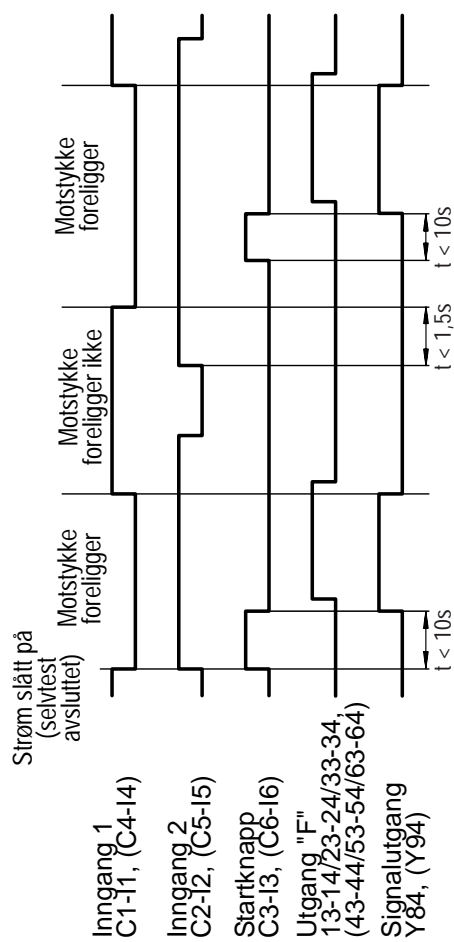 Strøm slått på
(selvtest
avsluttet)
Motstykke
foreligger
Motstykke
foreligger ikke
Motstykke
foreligger
Inngang 1
C1-I1, (C4-I4)
Inngang 2
C2-I2, (C5-I5)
Startknapp
C3-I3, (C6-I6)
Utgang "F"
13-14/23-24/33-34,
(43-44/53-54/63-64)
Signalutgang
Y84, (Y94)
t < 10s
t < 1,5s
t < 10s